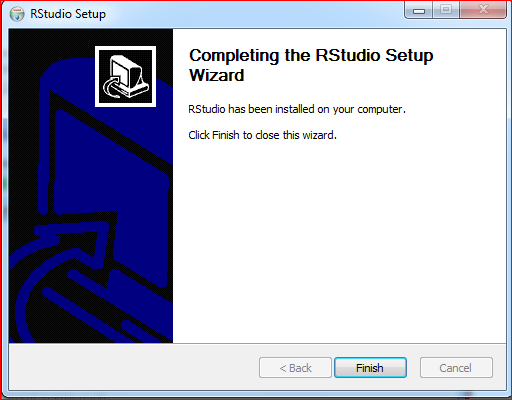 RStudio Setup
Completing the RStudio Setup
Wizard
RStudio has been installed on your computer.
Click Finish to close this wizard.
< Back
Finish
Cancel